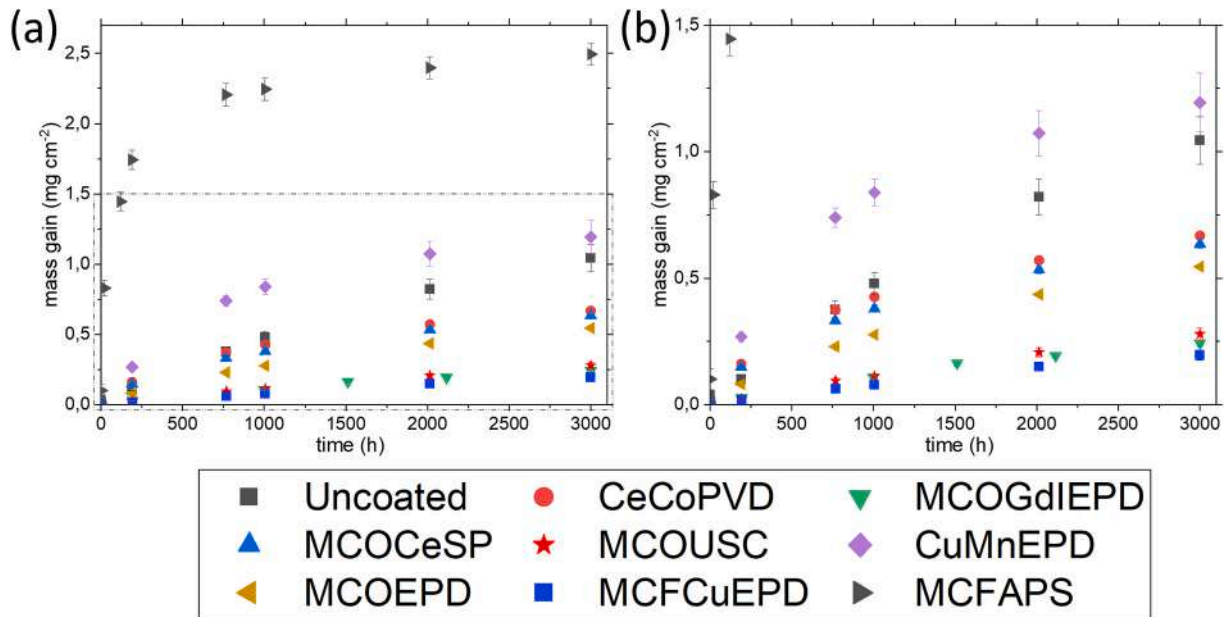 (a)
2,5
2,0
1,5
1,0
0,5
0,0
mass gain (mg cm-2)
0 500 1000 1500 2000 2500 3000
time (h)
(b)
1,5
1,0
0,5
0,0
mass gain (mg cm-2)
0 500 1000 1500 2000 2500 3000
time (h)
Uncoated CeCoPVD MCOGdIEPD
MCOCeSP MCOUSC CuMnEPD
MCOEPD MCFCuEPD MCFAPS